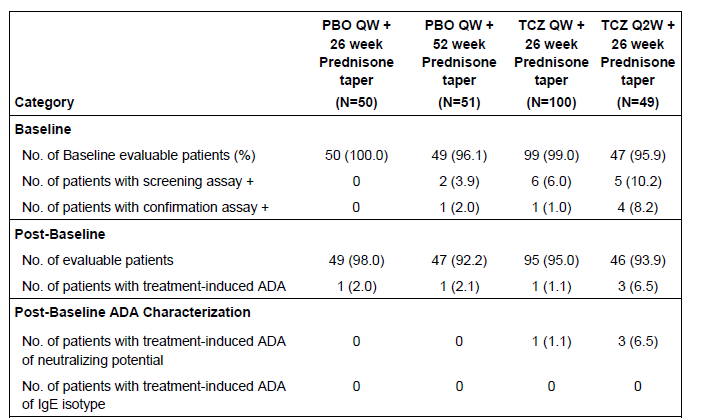 PBO QW + PBO QW + TCZ QW + TCZ Q2W +
26 week 52 week 26 week 26 week
Prednisone Prednisone Prednisone Prednisone
taper taper taper taper
Category (N=50) (N=51) (N=100) (N=49)
Baseline
No. of Baseline evaluable patients (%) 50 (100.0) 49 (96.1) 99 (99.0) 47 (95.9)
No. of patients with screening assay + 0 2 (3.9) 6 (6.0) 5 (10.2)
No. of patients with confirmation assay + 0 1 (2.0) 1 (1.0) 4 (8.2)
Post-Baseline
No. of evaluable patients 49 (98.0) 47 (92.2) 95 (95.0) 46 (93.9)
No. of patients with treatment-induced ADA 1 (2.0) 1 (2.1) 1 (1.1) 3 (6.5)
Post-Baseline ADA Characterization
No. of patients with treatment-induced ADA 0 0 1 (1.1) 3 (6.5)
of neutralizing potential
No. of patients with treatment-induced ADA 0 0 0 0
of IgE isotype